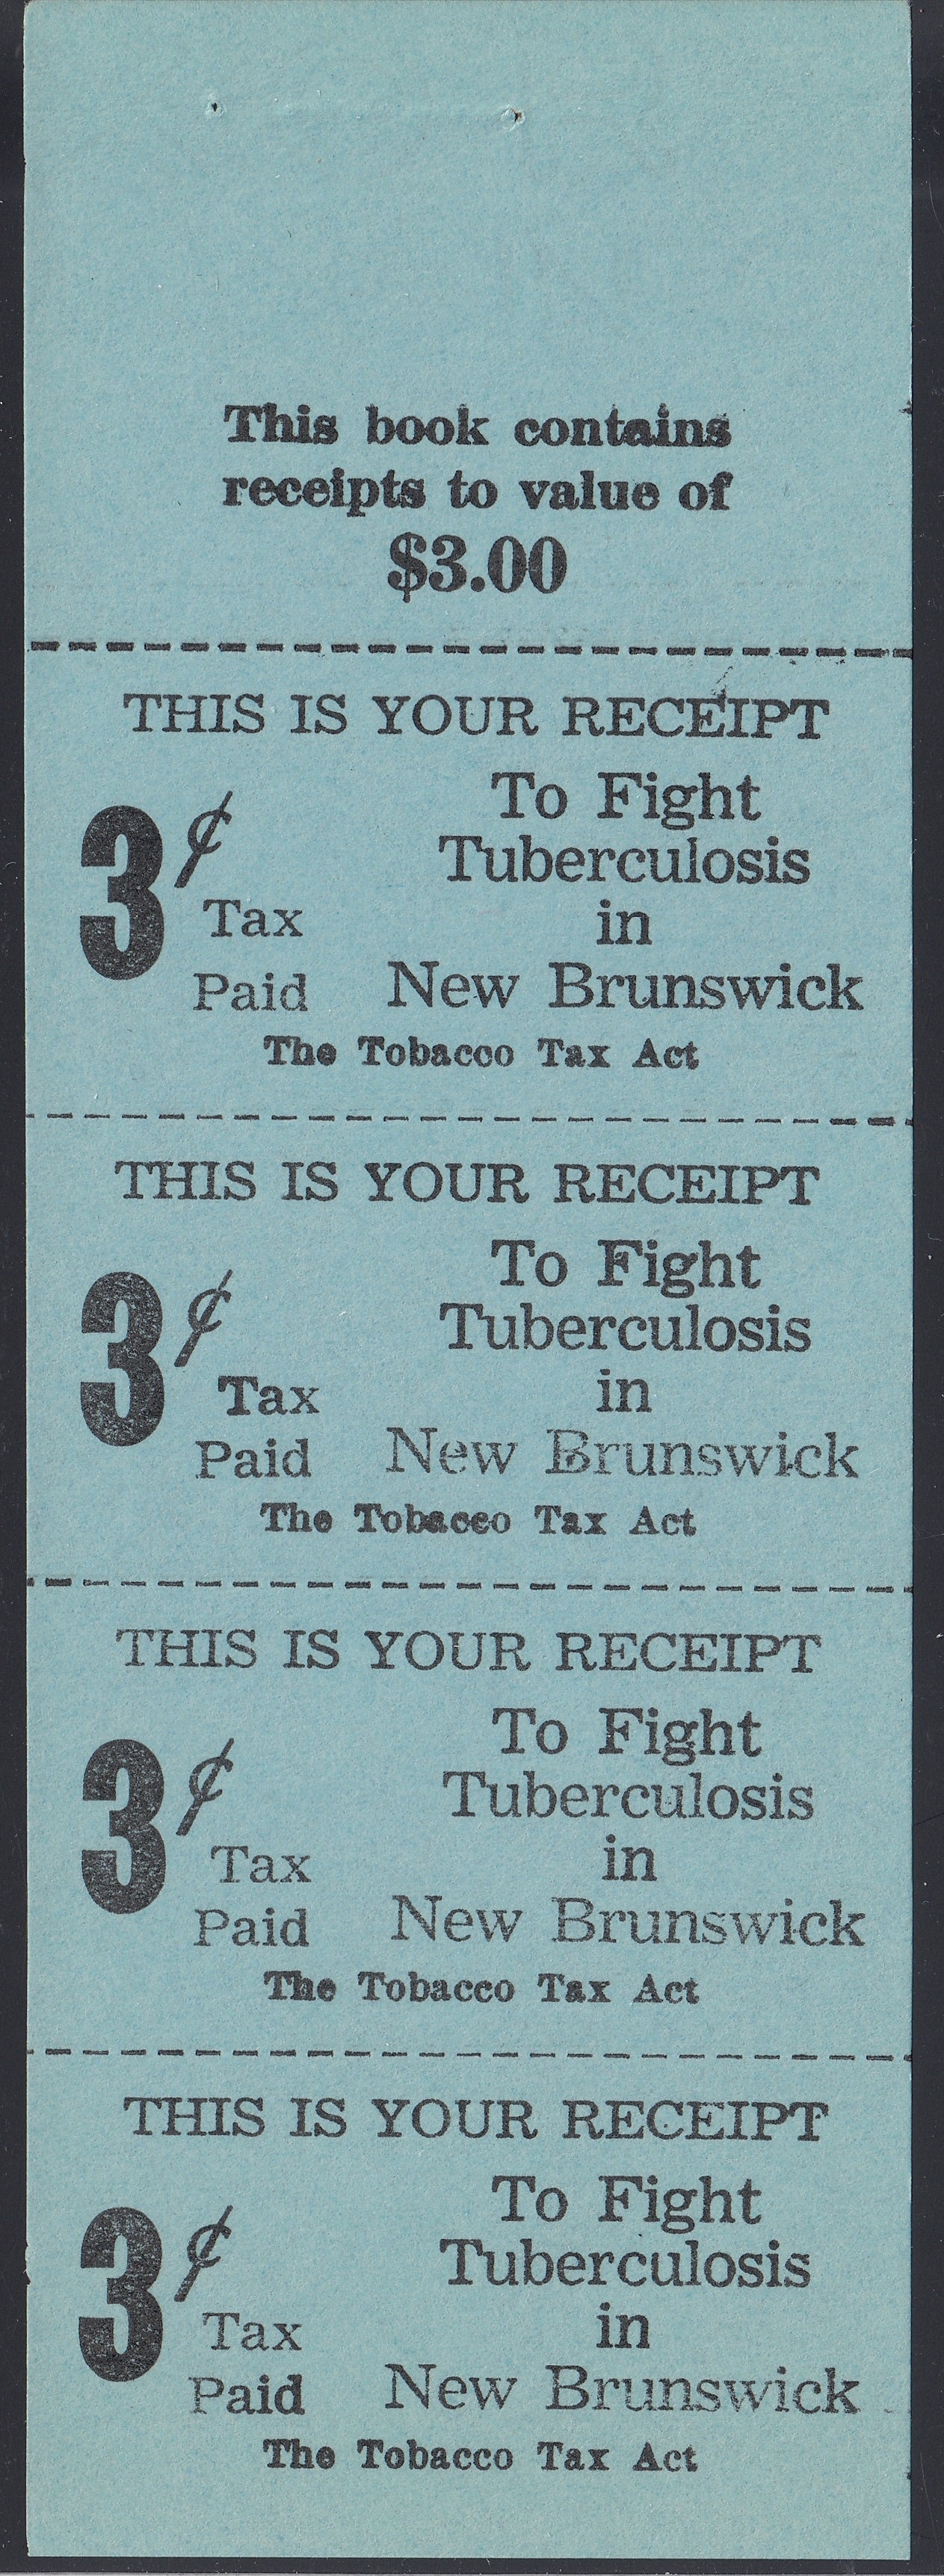 This book contains
receipts to value of
$3.00
THIS IS YOUR RECEIPT
3¢ Tax Paid
To Fight
Tuberculosis
in
New Brunswick
The Tobacco Tax Act
THIS IS YOUR RECEIPT
3¢ Tax Paid
To Fight
Tuberculosis
in
New Brunswick
The Tobacco Tax Act
THIS IS YOUR RECEIPT
3¢ Tax Paid
To Fight
Tuberculosis
in
New Brunswick
The Tobacco Tax Act
THIS IS YOUR RECEIPT
3¢ Tax Paid
To Fight
Tuberculosis
in
New Brunswick
The Tobacco Tax Act